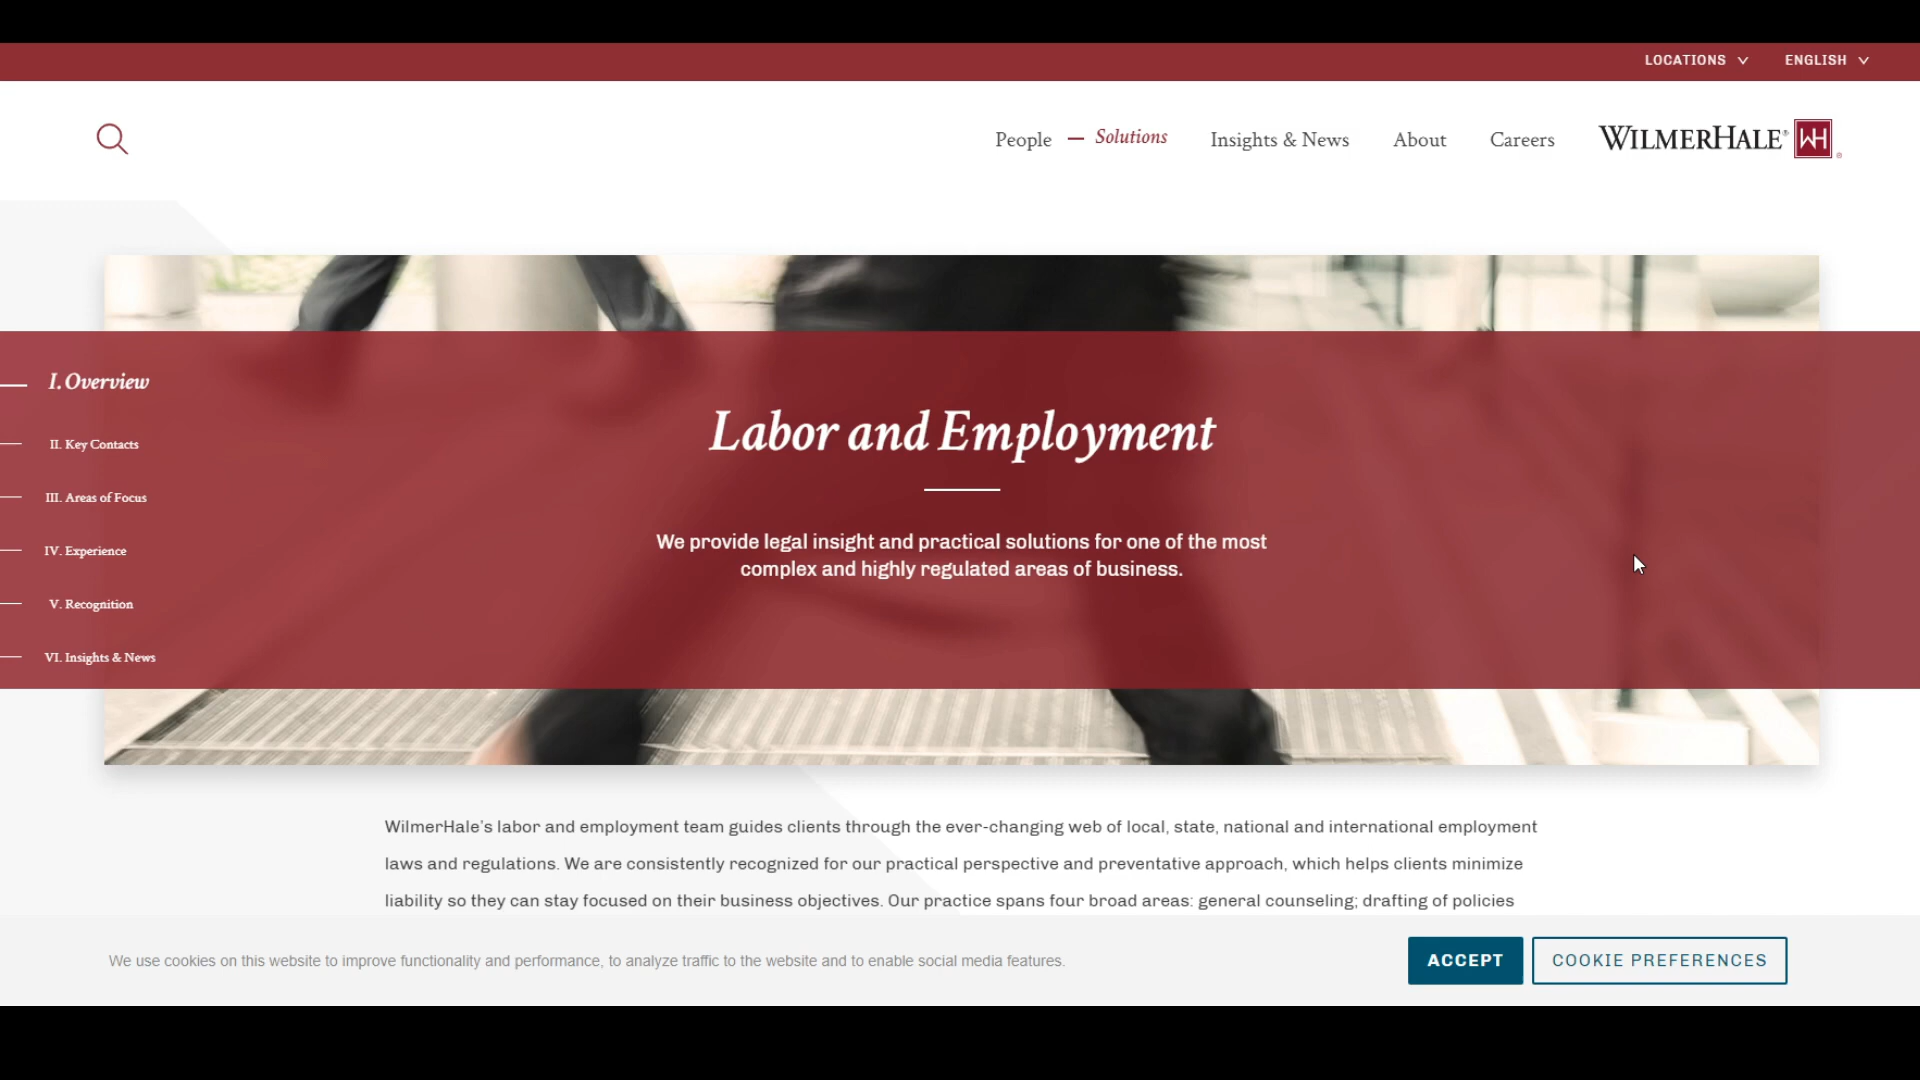 LOCATIONS
ENGLISH
People
Solutions
Insights & News
About
Careers
WILMERHALE® WH ®
I. Overview
II. Key Contacts
III. Areas of Focus
IV. Experience
V. Recognition
VI. Insights & News
Labor and Employment
We provide legal insight and practical solutions for one of the most
complex and highly regulated areas of business.
WilmerHale's labor and employment team guides clients through the ever-changing web of local, state, national and international employment
laws and regulations. We are consistently recognized for our practical perspective and preventative approach, which helps clients minimize
liability so they can stay focused on their business objectives. Our practice spans four broad areas: general counseling; drafting of policies
We use cookies on this website to improve functionality and performance, to analyze traffic to the website and to enable social media features.
ACCEPT
COOKIE PREFERENCES